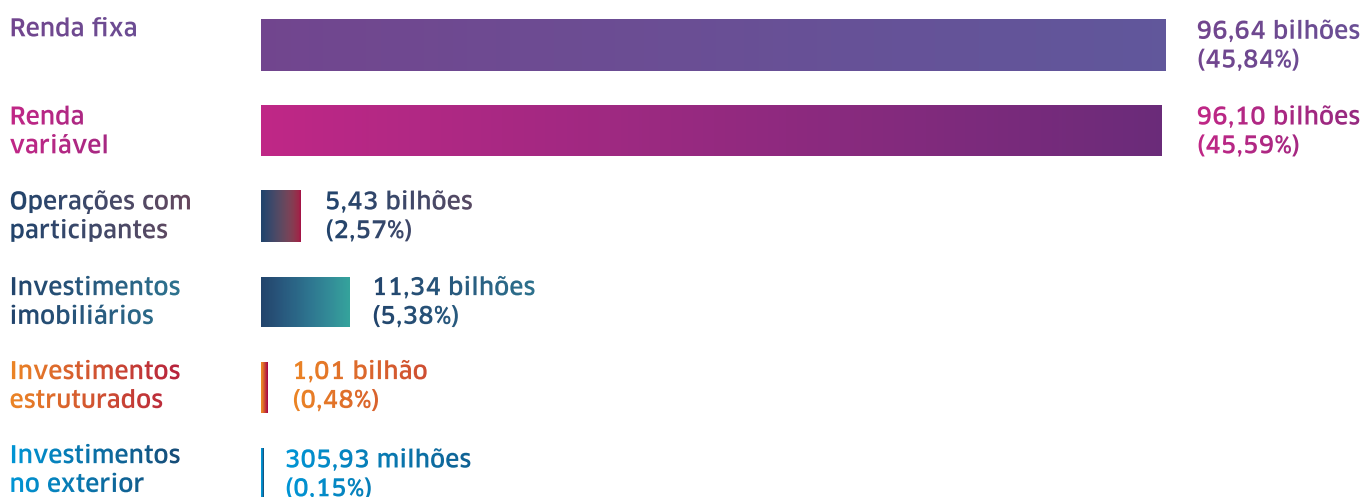 Renda fixa
96,64 bilhões
(45,84%)
Renda
variável
96,10 bilhões
(45,59%)
Operações com
participantes
5,43 bilhões
(2,57%)
Investimentos
imobiliários
11,34 bilhões
(5,38%)
Investimentos
estruturados
1,01 bilhão
(0,48%)
Investimentos
no exterior
305,93 milhões
(0,15%)